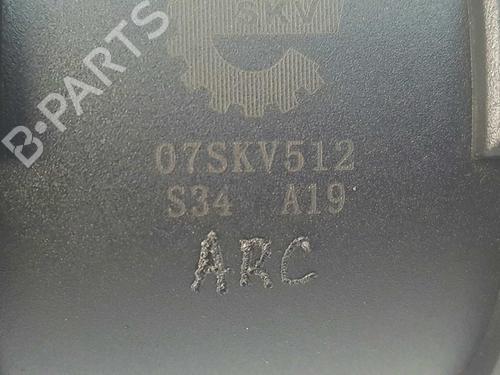 SKV
B-PARTS
07SKV512
S34 A19
ARC